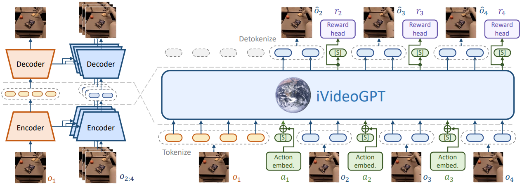 Detokenize
ô₂ r₂ ô₃ r₃ ô₄ r₄
Reward head
Reward head
Reward head
[S] [S] [S]
Decoder
Decoder
iVideoGPT
Encoder
Encoder
Tokenize
[S] [S] [S]
Action embed.
Action embed.
Action embed.
o₁ o₂:₄
o₁ a₁ o₂ a₂ o₃ a₃ o₄